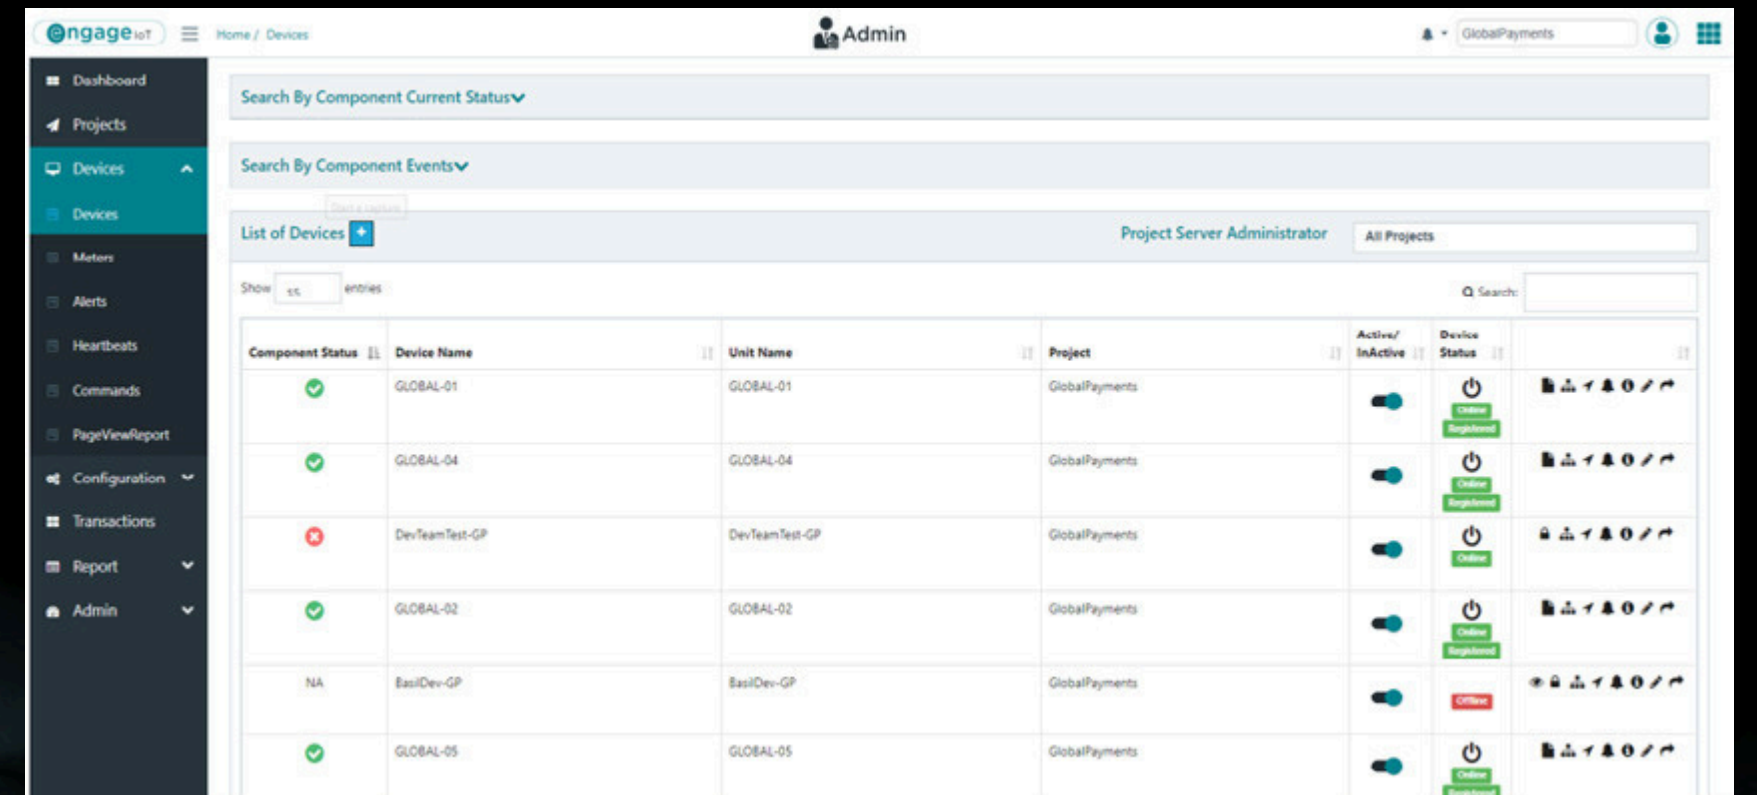 engage IoT
Home / Devices
Admin
GlobalPayments
Dashboard
Projects
Devices
Devices
Meters
Alerts
Heartbeats
Commands
PageViewReport
Configuration
Transactions
Report
Admin
Search By Component Current Status
Search By Component Events
Start a capture
List of Devices +
Project Server Administrator
All Projects
Show entries
Search:
Component Status Device Name Unit Name Project Active/ InActive Device Status
GLOBAL-01 GLOBAL-01 GlobalPayments
Online
Registered
GLOBAL-04 GLOBAL-04 GlobalPayments
Online
Registered
DevTeamTest-GP DevTeamTest-GP GlobalPayments
Online
GLOBAL-02 GLOBAL-02 GlobalPayments
Online
Registered
NA BasilDev-GP BasilDev-GP GlobalPayments
Offline
GLOBAL-05 GLOBAL-05 GlobalPayments
Online
Registered